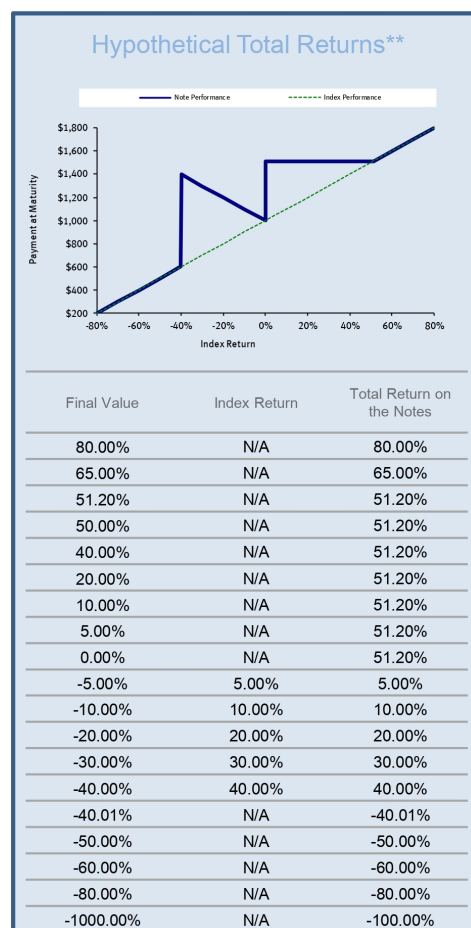 Hypothetical Total Returns**
Note Performance Index Performance
$1,800
$1,600
$1,400
$1,200
$1,000
$800
$600
$400
$200
Payment at Maturity
-80% -60% -40% -20% 0% 20% 40% 60% 80%
Index Return
Final Value Index Return Total Return on
the Notes
80.00% N/A 80.00%
65.00% N/A 65.00%
51.20% N/A 51.20%
50.00% N/A 51.20%
40.00% N/A 51.20%
20.00% N/A 51.20%
10.00% N/A 51.20%
5.00% N/A 51.20%
0.00% N/A 51.20%
-5.00% 5.00% 5.00%
-10.00% 10.00% 10.00%
-20.00% 20.00% 20.00%
-30.00% 30.00% 30.00%
-40.00% 40.00% 40.00%
-40.01% N/A -40.01%
-50.00% N/A -50.00%
-60.00% N/A -60.00%
-80.00% N/A -80.00%
-1000.00% N/A -100.00%